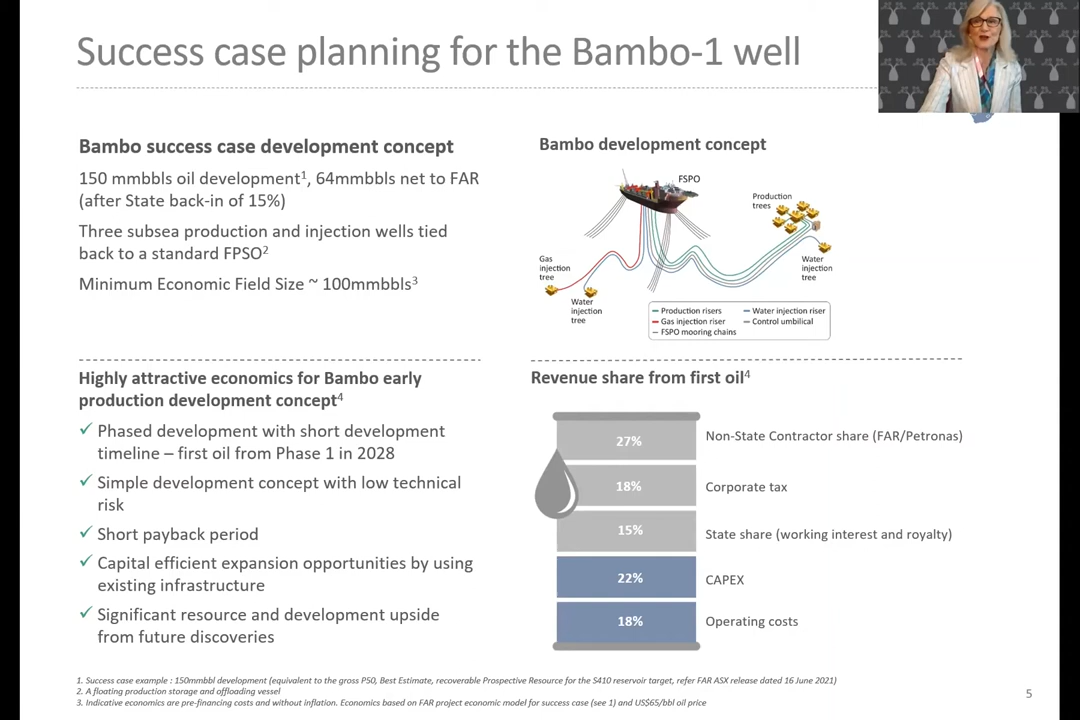 Success case planning for the Bambo-1 well
Bambo success case development concept
150 mmbbls oil development¹, 64mmbbls net to FAR
(after State back-in of 15%)
Three subsea production and injection wells tied
back to a standard FPSO²
Minimum Economic Field Size ~ 100mmbbls³
Bambo development concept
FSPO
Production
trees
Gas
injection
tree
Water
injection
tree
Water
injection
tree
Production risers
Water injection riser
Gas injection riser
Control umbilical
FSPO mooring chains
Highly attractive economics for Bambo early
production development concept⁴
✓ Phased development with short development
timeline – first oil from Phase 1 in 2028
✓ Simple development concept with low technical
risk
✓ Short payback period
✓ Capital efficient expansion opportunities by using
existing infrastructure
✓ Significant resource and development upside
from future discoveries
Revenue share from first oil⁴
27% Non-State Contractor share (FAR/Petronas)
18% Corporate tax
15% State share (working interest and royalty)
22% CAPEX
18% Operating costs
1. Success case example : 150mmbbl development (equivalent to the gross P50, Best Estimate, recoverable Prospective Resource for the S410 reservoir target, refer FAR ASX release dated 16 June 2021)
2. A floating production storage and offloading vessel
3. Indicative economics are pre-financing costs and without inflation. Economics based on FAR project economic model for success case (see 1) and US$65/bbl oil price
5